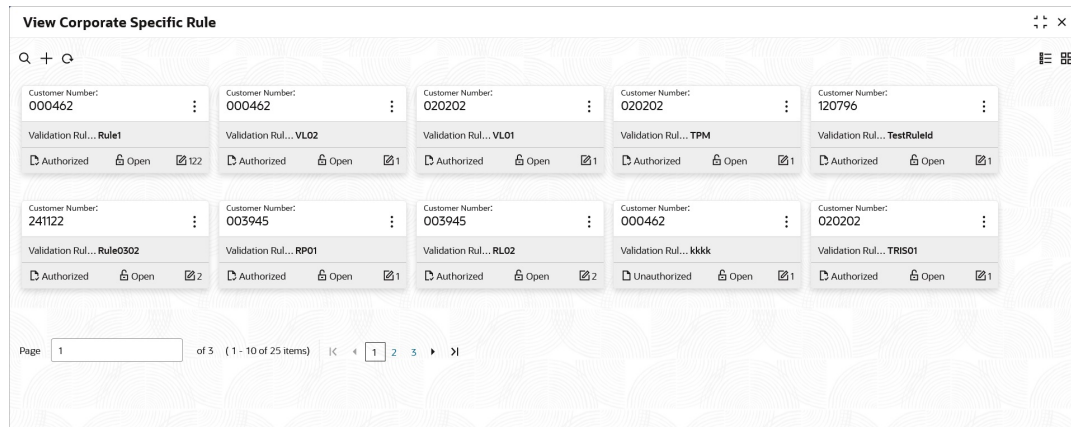 View Corporate Specific Rule
Customer Number:
000462
Validation Rul... Rule1
Authorized Open 122
Customer Number:
000462
Validation Rul... VL02
Authorized Open 1
Customer Number:
020202
Validation Rul... VL01
Authorized Open 1
Customer Number:
020202
Validation Rul... TPM
Authorized Open 1
Customer Number:
120796
Validation Rul... TestRuleId
Authorized Open 1
Customer Number:
241122
Validation Rul... Rule0302
Authorized Open 2
Customer Number:
003945
Validation Rul... RP01
Authorized Open 1
Customer Number:
003945
Validation Rul... RL02
Authorized Open 2
Customer Number:
000462
Validation Rul... kkkk
Unauthorized Open 1
Customer Number:
020202
Validation Rul... TRIS01
Authorized Open 1
Page 1 of 3 (1 - 10 of 25 items) 1 2 3